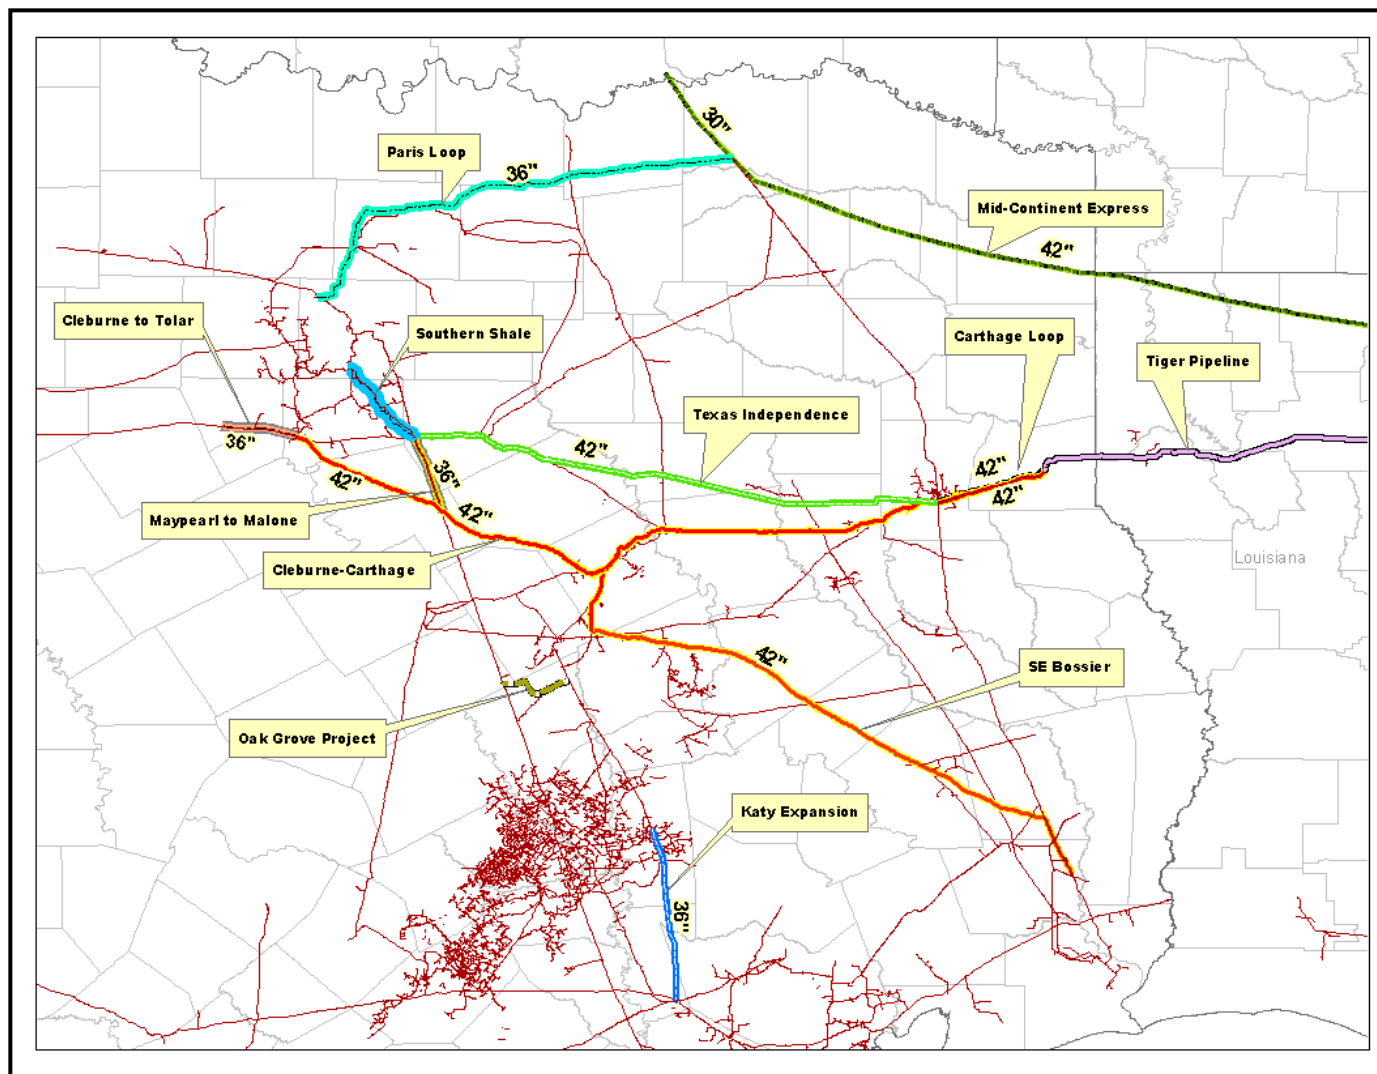 30"
Paris Loop
36"
Mid-Continent Express
42"
Cleburne to Tolar
Southern Shale
Carthage Loop
Tiger Pipeline
Texas Independence
36"
42"
42"
36"
42"
42"
42"
Maypearl to Malone
Cleburne-Carthage
Louisiana
42"
SE Bossier
Oak Grove Project
Katy Expansion
36"